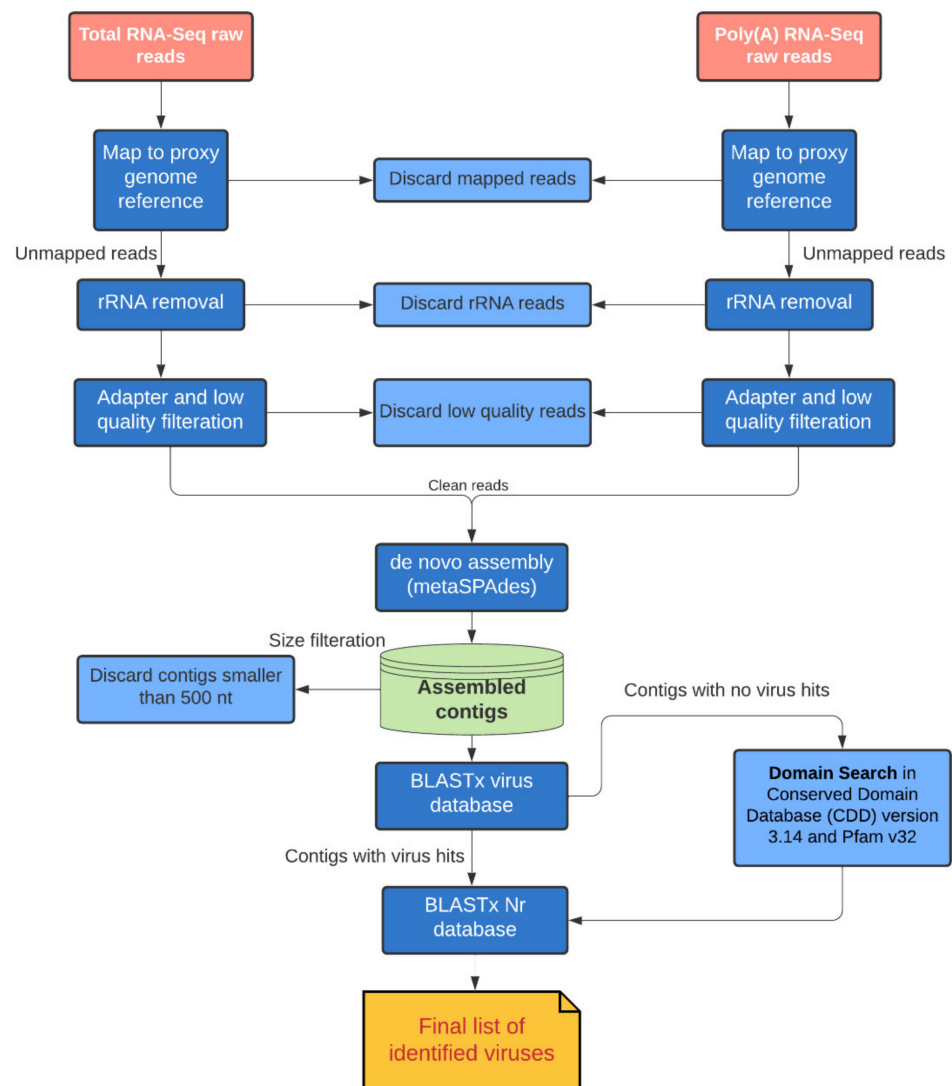 Total RNA-Seq raw
reads
Poly(A) RNA-Seq
raw reads
Map to proxy
genome
reference
Discard mapped reads
Map to proxy
genome
reference
Unmapped reads
Unmapped reads
rRNA removal
Discard rRNA reads
rRNA removal
Adapter and low
quality filteration
Discard low quality reads
Adapter and low
quality filteration
Clean reads
de novo assembly
(metaSPAdes)
Size filteration
Discard contigs smaller
than 500 nt
Assembled
contigs
Contigs with no virus hits
BLASTx virus
database
Domain Search in
Conserved Domain
Database (CDD) version
3.14 and Pfam v32
Contigs with virus hits
BLASTx Nr
database
Final list of
identified viruses